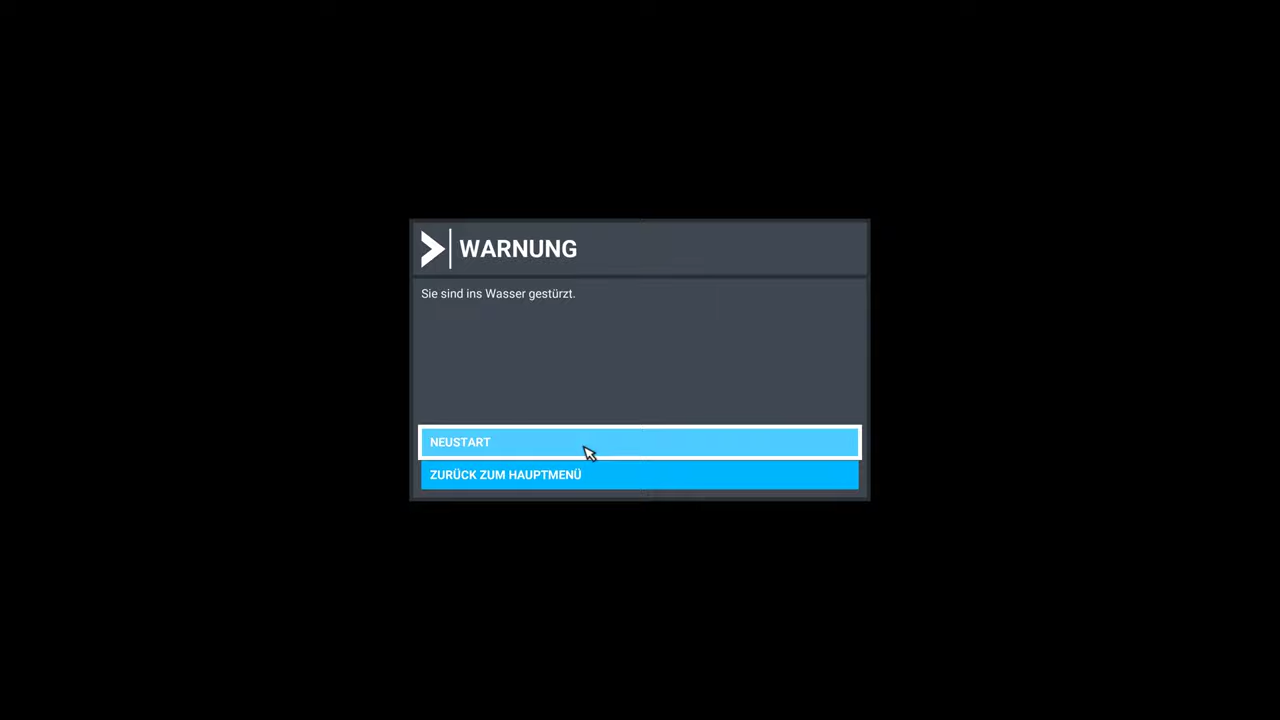 WARNUNG
Sie sind ins Wasser gestürzt.
NEUSTART
ZURÜCK ZUM HAUPTMENÜ